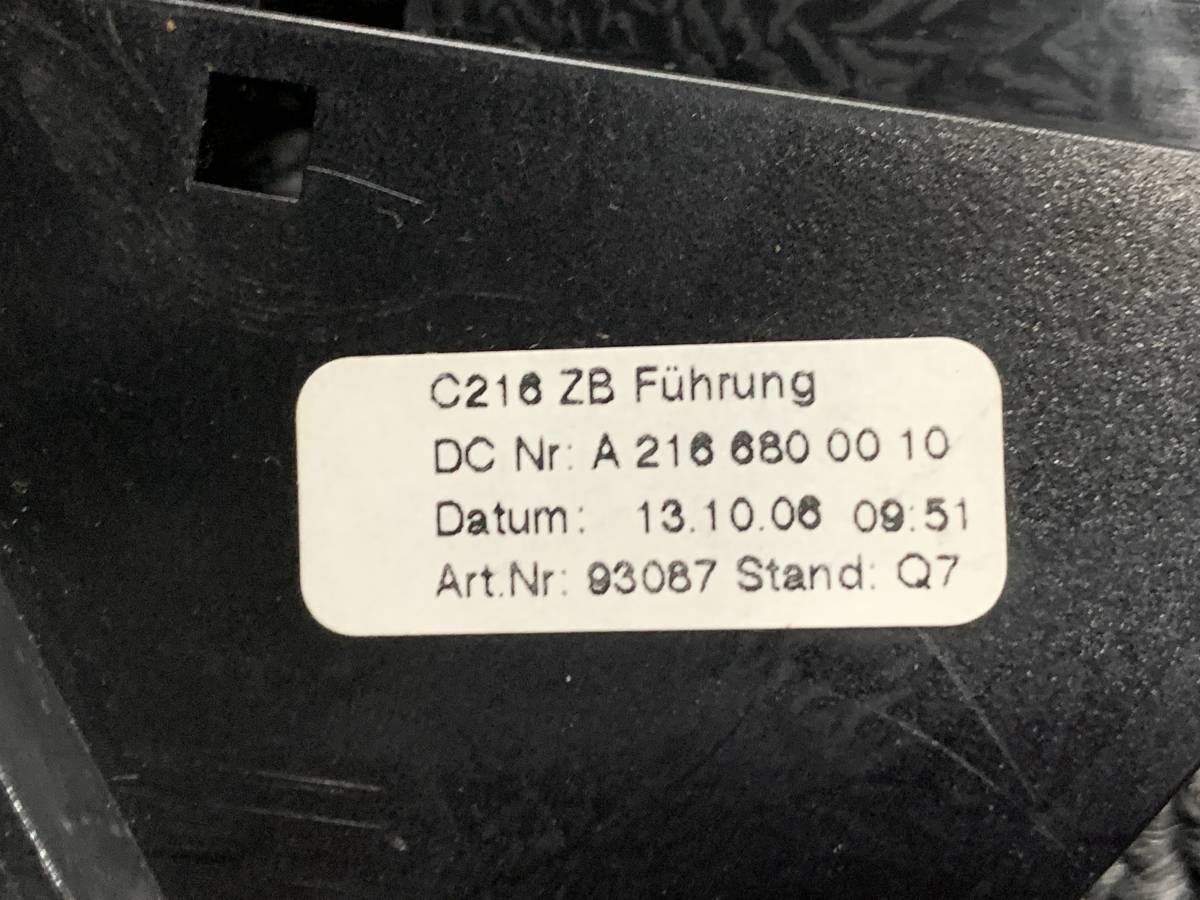 C216 ZB Führung
DC Nr: A 216 680 00 10
Datum: 13.10.06 09:51
Art.Nr: 93087 Stand: Q7